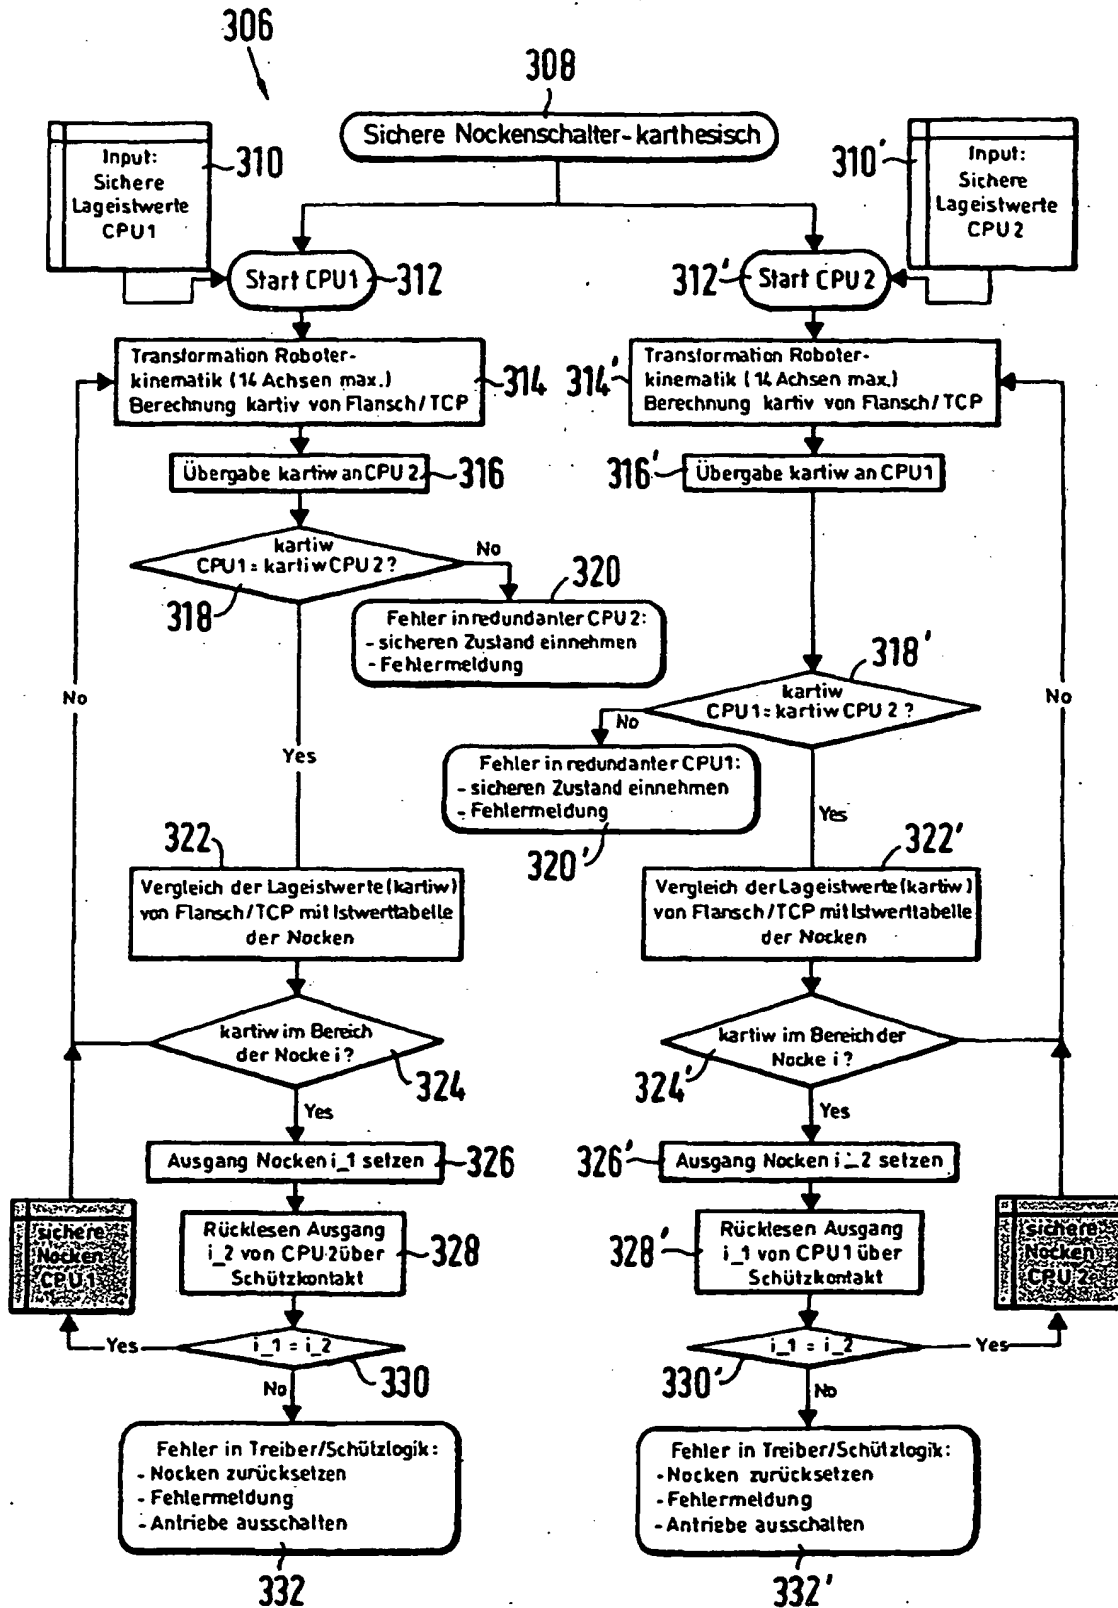 306
308
Sichere Nockenschalter-karthesisch
Input:
Sichere
Lageistwerte
CPU1
310
310'
Input:
Sichere
Lageistwerte
CPU 2
Start CPU1
312
312'
Start CPU 2
Transformation Roboter-
kinematik (14 Achsen max.)
Berechnung kartiv von Flansch/TCP
314
314'
Transformation Roboter-
kinematik (14 Achsen max.)
Berechnung kartiv von Flansch/TCP
Übergabe kartiw an CPU 2
316
316'
Übergabe kartiw an CPU1
kartiw
CPU1 = kartiw CPU 2?
No
318
320
Fehler in redundanter CPU 2:
- sicheren Zustand einnehmen
- Fehlermeldung
318'
kartiw
CPU1 = kartiw CPU 2 ?
No
No
No
Yes
Fehler in redundanter CPU1:
- sicheren Zustand einnehmen
- Fehlermeldung
320'
Yes
322
322'
Vergleich der Lageistwerte (kartiw)
von Flansch/TCP mit Istwerttabelle
der Nocken
Vergleich der Lageistwerte (kartiw)
von Flansch/TCP mit Istwerttabelle
der Nocken
kartiw im Bereich
der Nocke i?
324
kartiw im Bereich der
Nocke i?
324'
Yes
Yes
Ausgang Nocken i_1 setzen
326
326'
Ausgang Nocken i_2 setzen
sichere
Nocken
CPU1
Rücklesen Ausgang
i_2 von CPU 2 über
Schützkontakt
328
328'
Rücklesen Ausgang
i_1 von CPU1 über
Schützkontakt
sichere
Nocken
CPU 2
Yes
i_1 = i_2
330
i_1 = i_2
Yes
330'
No
No
Fehler in Treiber/Schützlogik:
- Nocken zurücksetzen
- Fehlermeldung
- Antriebe ausschalten
332
Fehler in Treiber/Schützlogik:
- Nocken zurücksetzen
- Fehlermeldung
- Antriebe ausschalten
332'